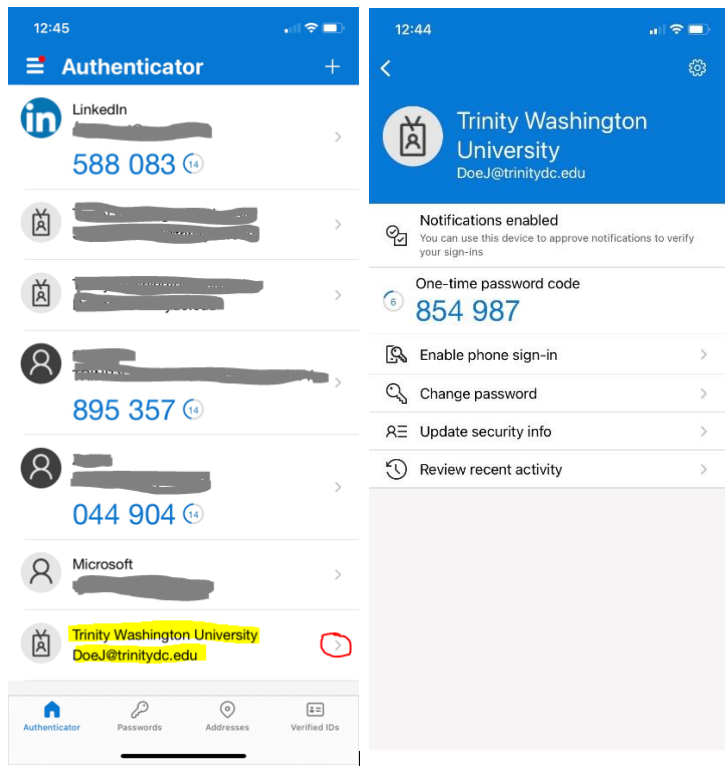 12:45
Authenticator
LinkedIn
588 083
14
895 357
14
044 904
14
Microsoft
Trinity Washington University
DoeJ@trinitydc.edu
Authenticator
Passwords
Addresses
Verified IDs
12:44
Trinity Washington
University
DoeJ@trinitydc.edu
Notifications enabled
You can use this device to approve notifications to verify
your sign-ins
One-time password code
6
854 987
Enable phone sign-in
Change password
Update security info
Review recent activity